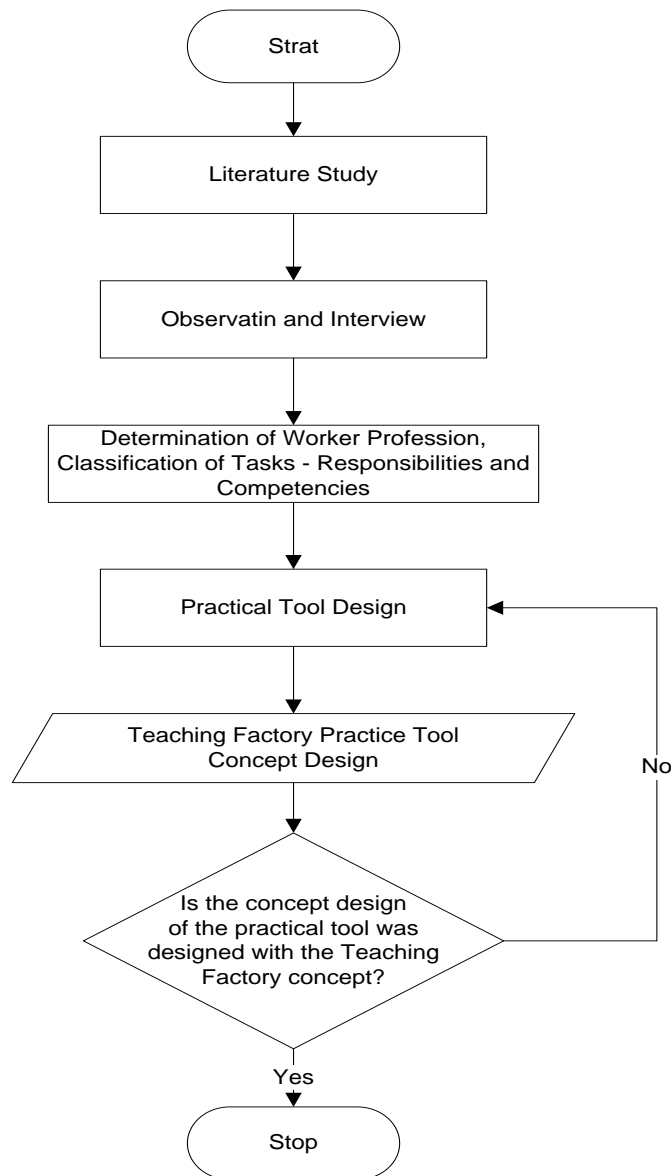 Strat
Literature Study
Observatin and Interview
Determination of Worker Profession,
Classification of Tasks - Responsibilities and
Competencies
Practical Tool Design
Teaching Factory Practice Tool
Concept Design
No
Is the concept design
of the practical tool was
designed with the Teaching
Factory concept?
Yes
Stop